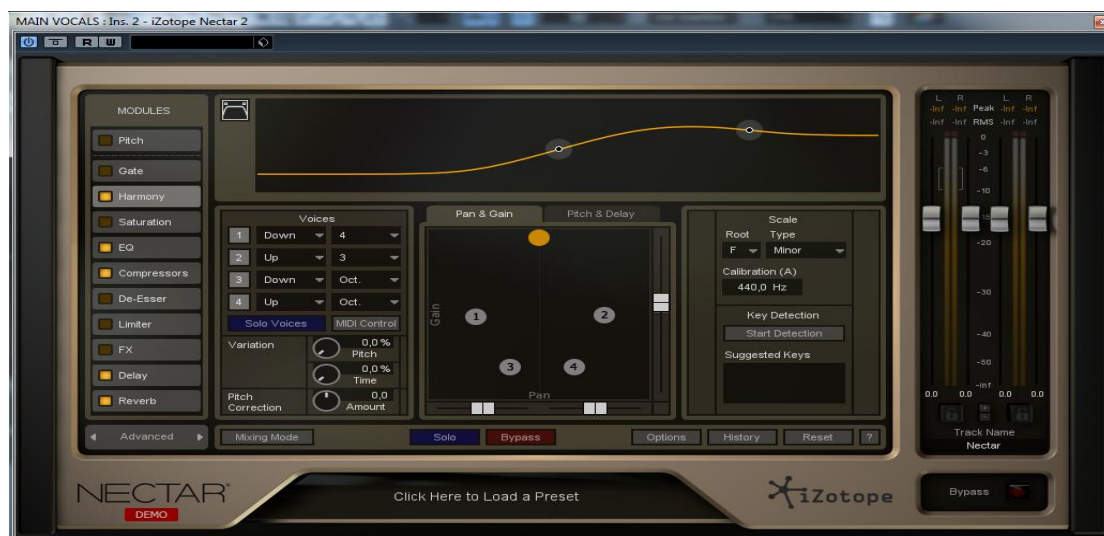 MAIN VOCALS : Ins. 2 - iZotope Nectar 2
R W
MODULES
Pitch
Gate
Harmony
Saturation
EQ
Compressors
De-Esser
Limiter
FX
Delay
Reverb
Advanced
Voices
1 Down 4
2 Up 3
3 Down Oct.
4 Up Oct.
Solo Voices MIDI Control
Variation 0,0 % Pitch
0,0 % Time
Pitch Correction 0,0 Amount
Pan & Gain Pitch & Delay
Gain
1 2
3 4
Pan
Scale
Root Type
F Minor
Calibration (A)
440,0 Hz
Key Detection
Start Detection
Suggested Keys
Mixing Mode Solo Bypass Options History Reset ?
L R L R
-Inf -Inf Peak -Inf -Inf
-Inf -Inf RMS -Inf -Inf
0
-3
-6
-10
-15
-20
-30
-40
-50
-Inf
0.0 0.0 0.0 0.0
Track Name
Nectar
NECTAR
DEMO
Click Here to Load a Preset
iZotope
Bypass